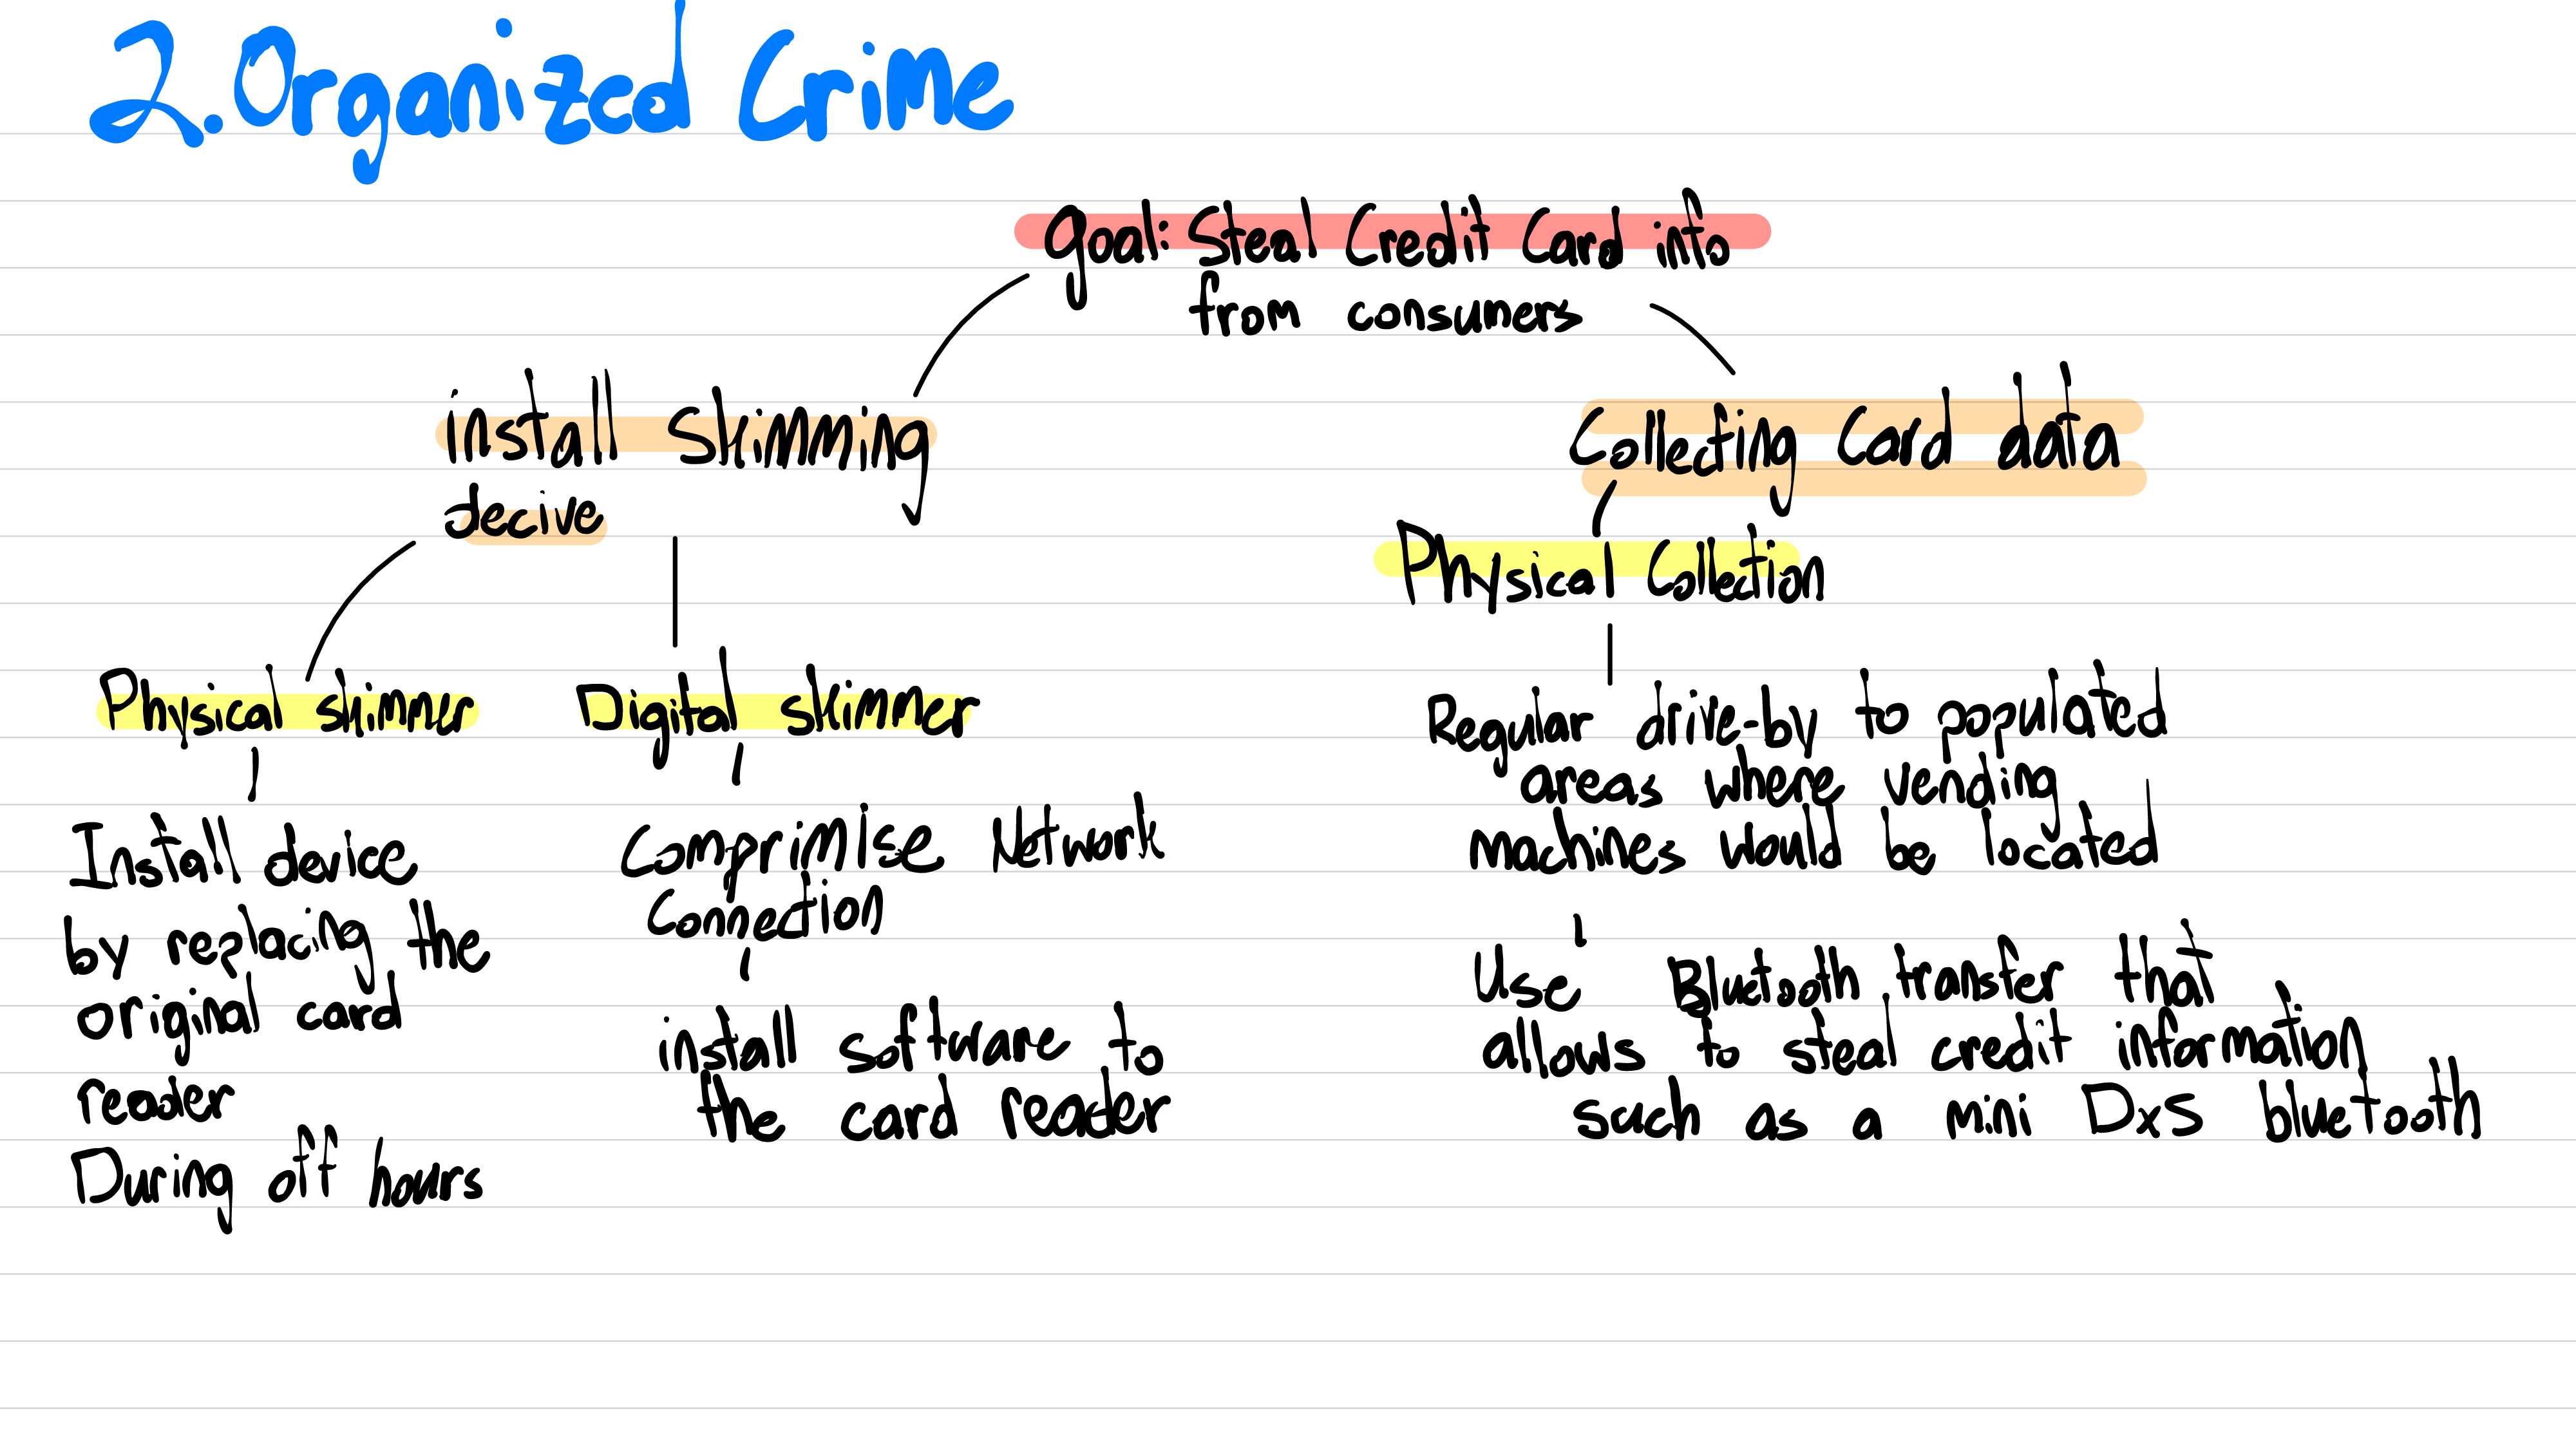 2. Organized Crime
Goal: Steal Credit Card info
from consumers
install Skimming
decive
Collecting Card data
Physical Collection
Physical skimmer
Digital skimmer
Install device
by replacing the
original card
reader
During off hours
Comprimise Network
Connection
install software to
the card reader
Regular drive-by to populated
areas where vending
machines would be located
Use Bluetooth transfer that
allows to steal credit information
such as a mini DxS bluetooth